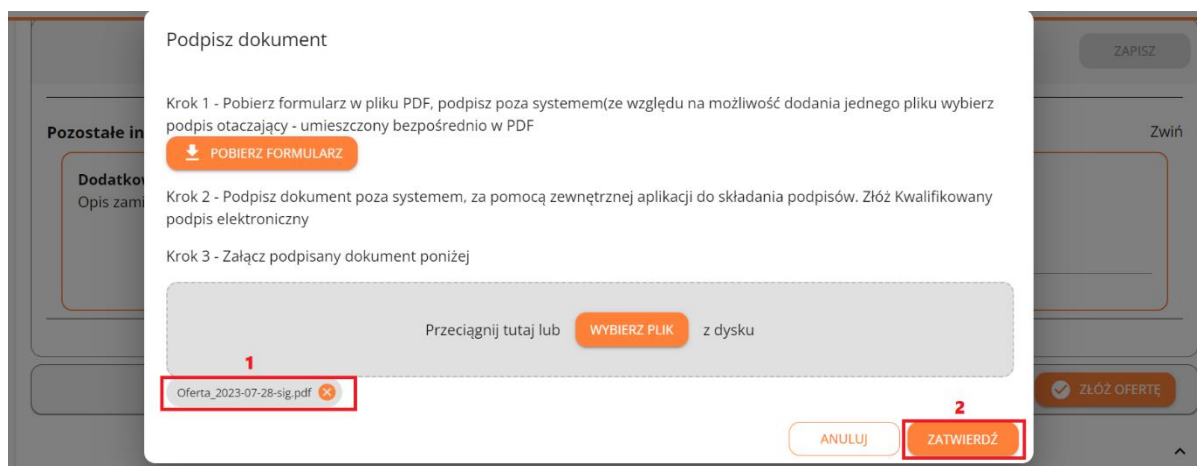 Podpisz dokument
ZAPISZ
Krok 1 - Pobierz formularz w pliku PDF, podpisz poza systemem(ze względu na możliwość dodania jednego pliku wybierz
podpis otaczający - umieszczony bezpośrednio w PDF
Pozostałe in
Zwiń
POBIERZ FORMULARZ
Dodatko
Opis zami
Krok 2 - Podpisz dokument poza systemem, za pomocą zewnętrznej aplikacji do składania podpisów. Złóż Kwalifikowany
podpis elektroniczny
Krok 3 - Załącz podpisany dokument poniżej
Przeciągnij tutaj lub WYBIERZ PLIK z dysku
1
Oferta_2023-07-28-sig.pdf
ZŁÓŻ OFERTĘ
2
ANULUJ ZATWIERDŹ